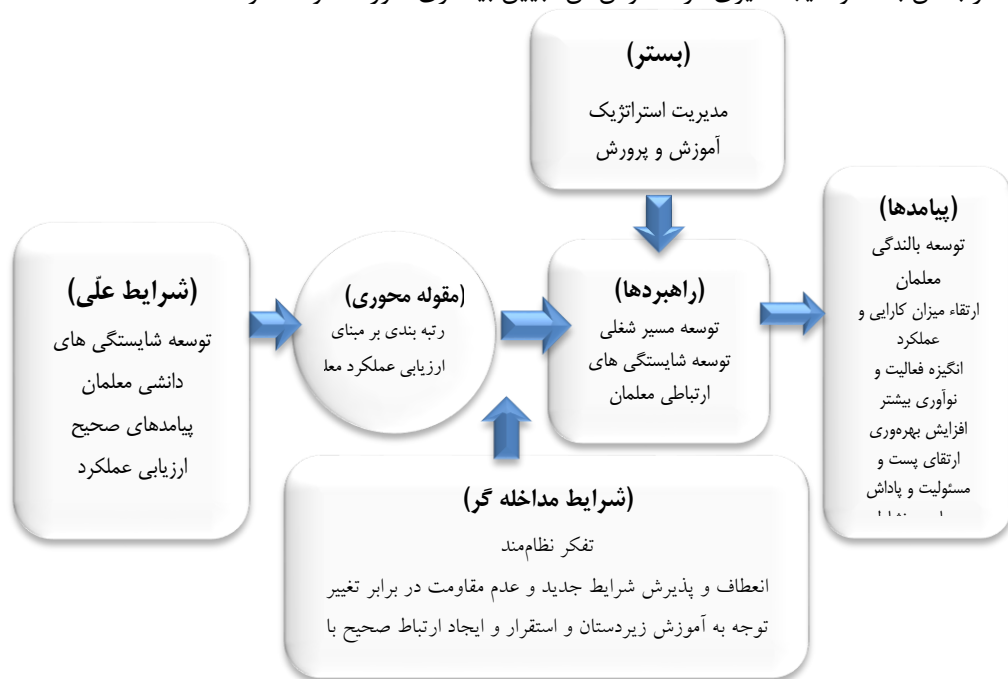 (بستر)
مدیریت استراتژیک
آموزش و پرورش
(شرایط علّی)
توسعه شایستگی های
دانشی معلمان
پیامدهای صحیح
ارزیابی عملکرد
(مقوله محوری)
رتبه بندی بر مبنای
ارزیابی عملکرد معل
(راهبردها)
توسعه مسیر شغلی
توسعه شایستگی های
ارتباطی معلمان
(پیامدها)
توسعه بالندگی
معلمان
ارتقاء میزان کارایی و
عملکرد
انگیزه فعالیت و
نوآوری بیشتر
افزایش بهره‌وری
ارتقای پست و
مسئولیت و پاداش
(شرایط مداخله گر)
تفکر نظام‌مند
انعطاف و پذیرش شرایط جدید و عدم مقاومت در برابر تغییر
توجه به آموزش زیردستان و استقرار و ایجاد ارتباط صحیح با